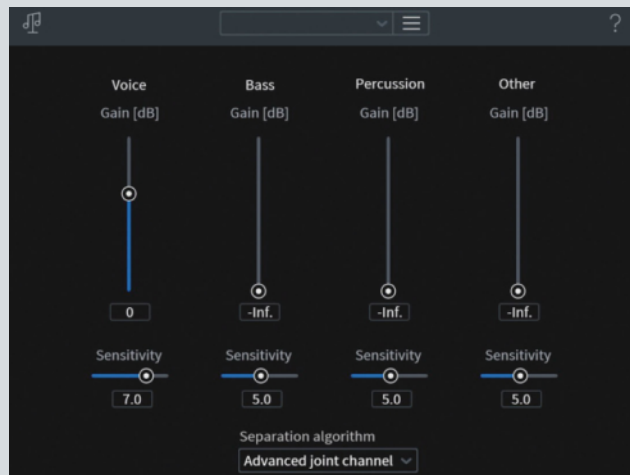 ?
Voice Bass Percussion Other
Gain [dB] Gain [dB] Gain [dB] Gain [dB]
0 -Inf. -Inf. -Inf.
Sensitivity Sensitivity Sensitivity Sensitivity
7.0 5.0 5.0 5.0
Separation algorithm
Advanced joint channel